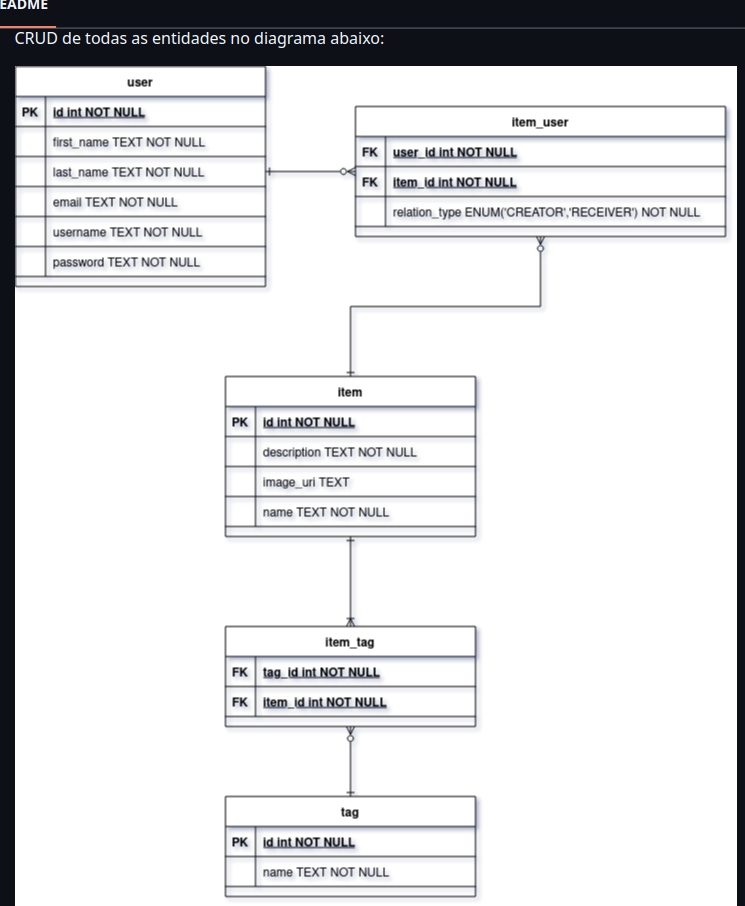 EADME
CRUD de todas as entidades no diagrama abaixo:
user
PK id int NOT NULL
first_name TEXT NOT NULL
last_name TEXT NOT NULL
email TEXT NOT NULL
username TEXT NOT NULL
password TEXT NOT NULL
item_user
FK user_id int NOT NULL
FK item_id int NOT NULL
relation_type ENUM('CREATOR','RECEIVER') NOT NULL
item
PK id int NOT NULL
description TEXT NOT NULL
image_uri TEXT
name TEXT NOT NULL
item_tag
FK tag_id int NOT NULL
FK item_id int NOT NULL
tag
PK id int NOT NULL
name TEXT NOT NULL